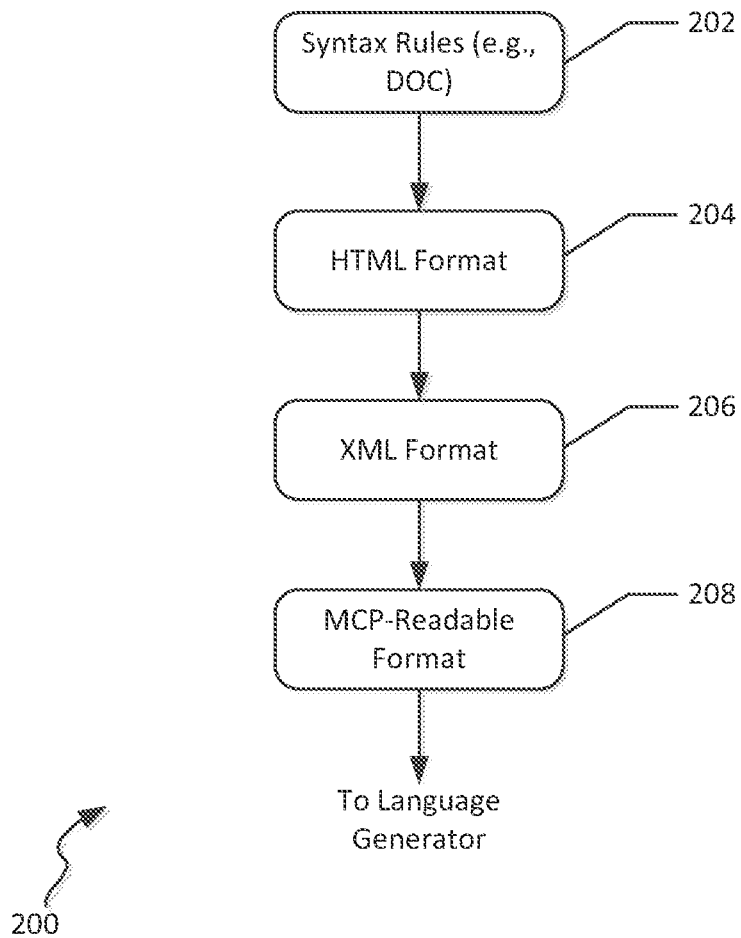 Syntax Rules (e.g.,
DOC)
202
HTML Format
204
XML Format
206
MCP-Readable
Format
208
To Language
Generator
200